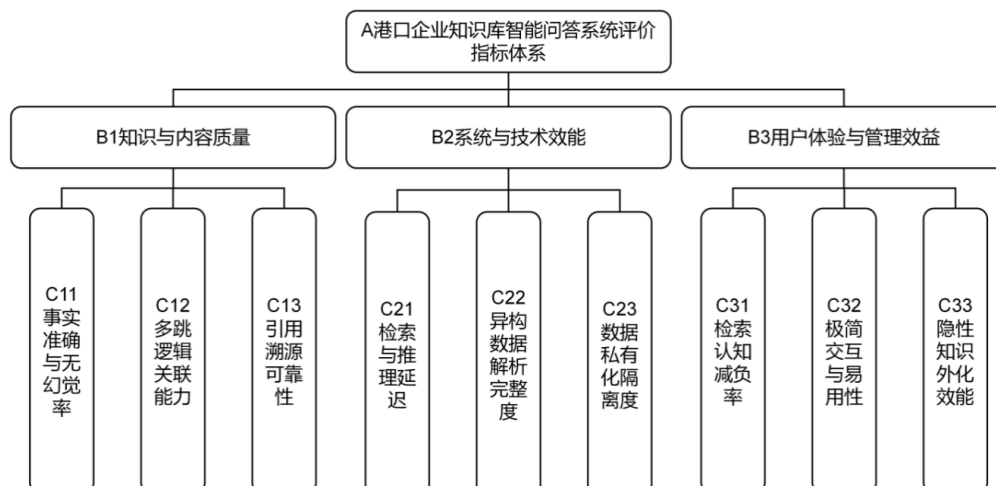 A港口企业知识库智能问答系统评价
指标体系
B1知识与内容质量
B2系统与技术效能
B3用户体验与管理效益
C11
事实
准确
与无
幻觉
率
C12
多跳
逻辑
关联
能力
C13
引用
溯源
可靠
性
C21
检索
与推
理延
迟
C22
异构
数据
解析
完整
度
C23
数据
私有
化隔
离度
C31
检索
认知
减负
率
C32
极简
交互
与易
用性
C33
隐性
知识
外化
效能